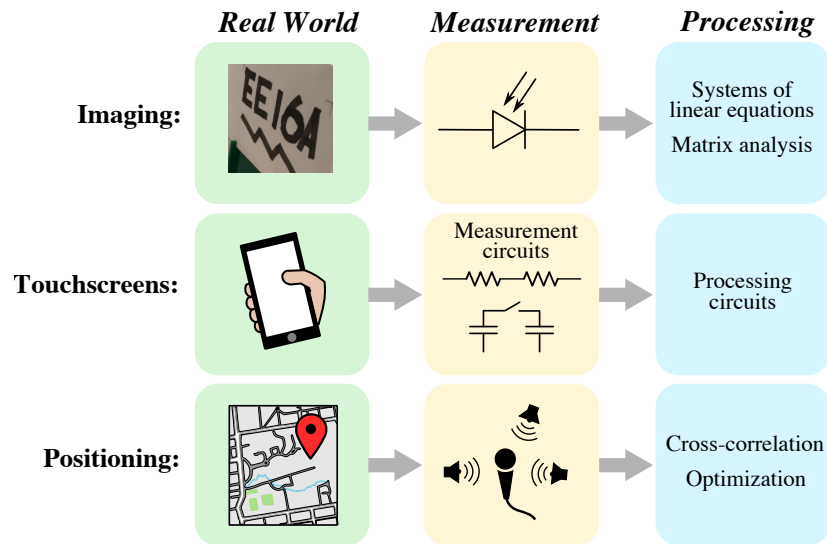 Real World
Measurement
Processing
Imaging:
EE16A
Systems of
linear equations
Matrix analysis
Touchscreens:
Measurement
circuits
Processing
circuits
Positioning:
Cross-correlation
Optimization